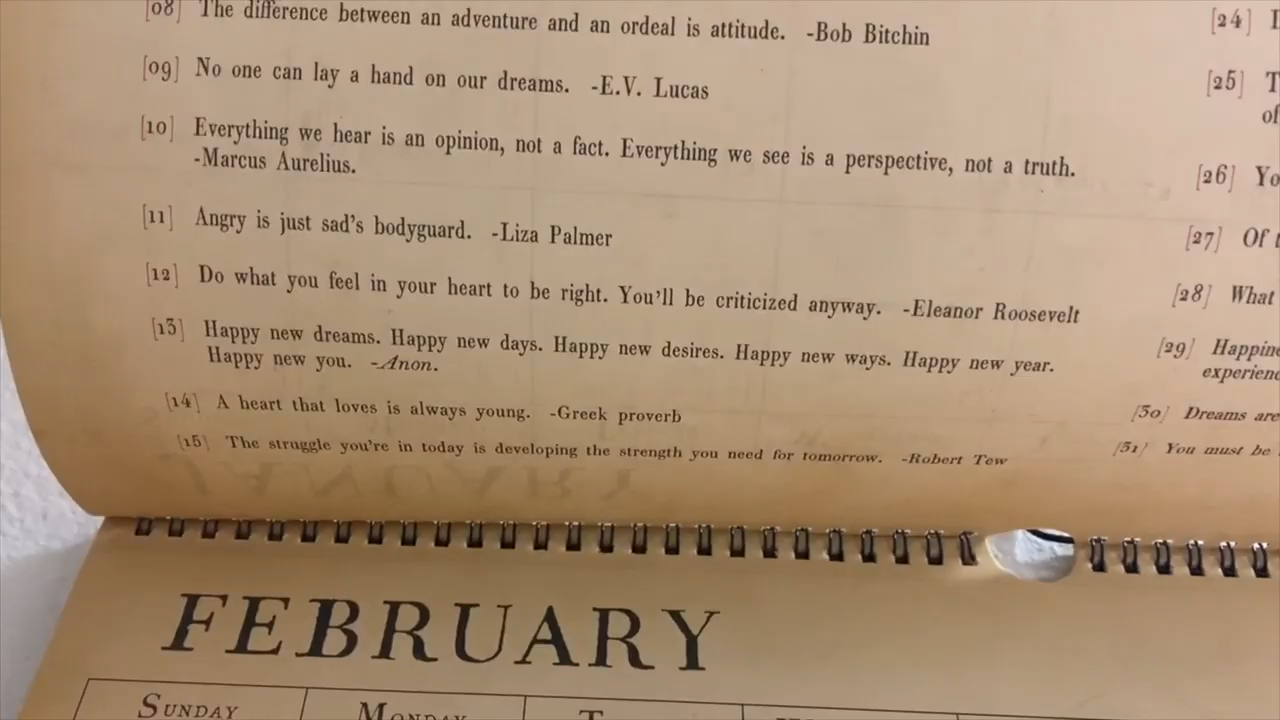 [08] The difference between an adventure and an ordeal is attitude. -Bob Bitchin
[09] No one can lay a hand on our dreams. -E.V. Lucas
[10] Everything we hear is an opinion, not a fact. Everything we see is a perspective, not a truth.
-Marcus Aurelius.
[11] Angry is just sad's bodyguard. -Liza Palmer
[12] Do what you feel in your heart to be right. You'll be criticized anyway. -Eleanor Roosevelt
[13] Happy new dreams. Happy new days. Happy new desires. Happy new ways. Happy new year.
Happy new you. -Anon.
[14] A heart that loves is always young. -Greek proverb
[15] The struggle you're in today is developing the strength you need for tomorrow. -Robert Tew
[24]
[25]
of
[26]
[27] Of
[28] What
[29]
[30] Dreams are
[31] You must be
JANUARY
FEBRUARY
SUNDAY
MONDAY